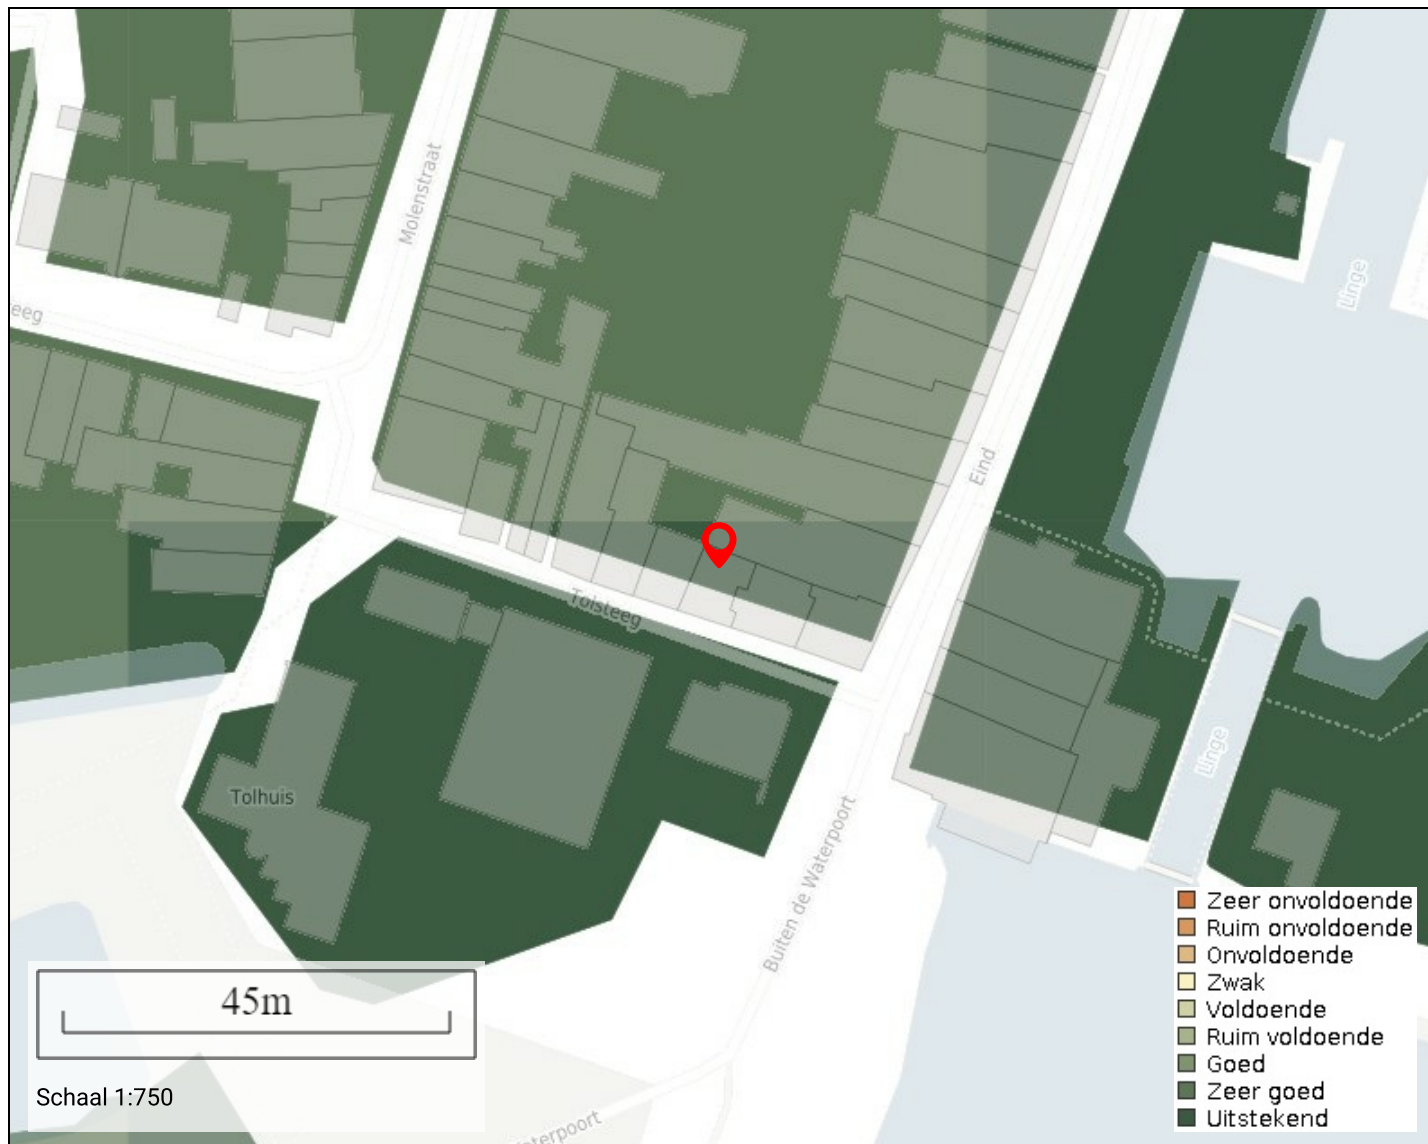 Molenstraat
eeg
Linge
Eind
Tolsteeg
Linge
Tolhuis
Buiten de Waterpoort
Zeer onvoldoende
Ruim onvoldoende
Onvoldoende
Zwak
Voldoende
Ruim voldoende
Goed
Zeer goed
Uitstekend
45m
Schaal 1:750
terpoort